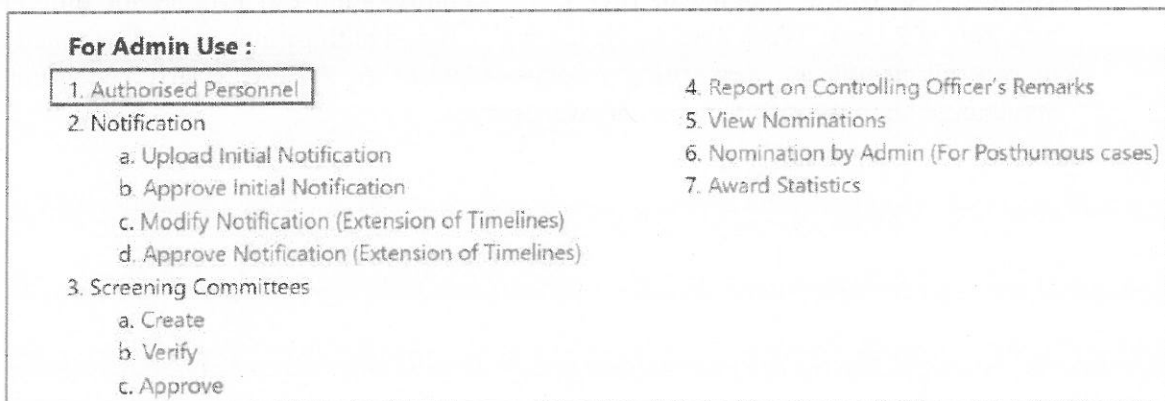 For Admin Use :
1. Authorised Personnel
2. Notification
a. Upload Initial Notification
b. Approve Initial Notification
c. Modify Notification (Extension of Timelines)
d. Approve Notification (Extension of Timelines)
3. Screening Committees
a. Create
b. Verify
c. Approve
4. Report on Controlling Officer's Remarks
5. View Nominations
6. Nomination by Admin (For Posthumous cases)
7. Award Statistics